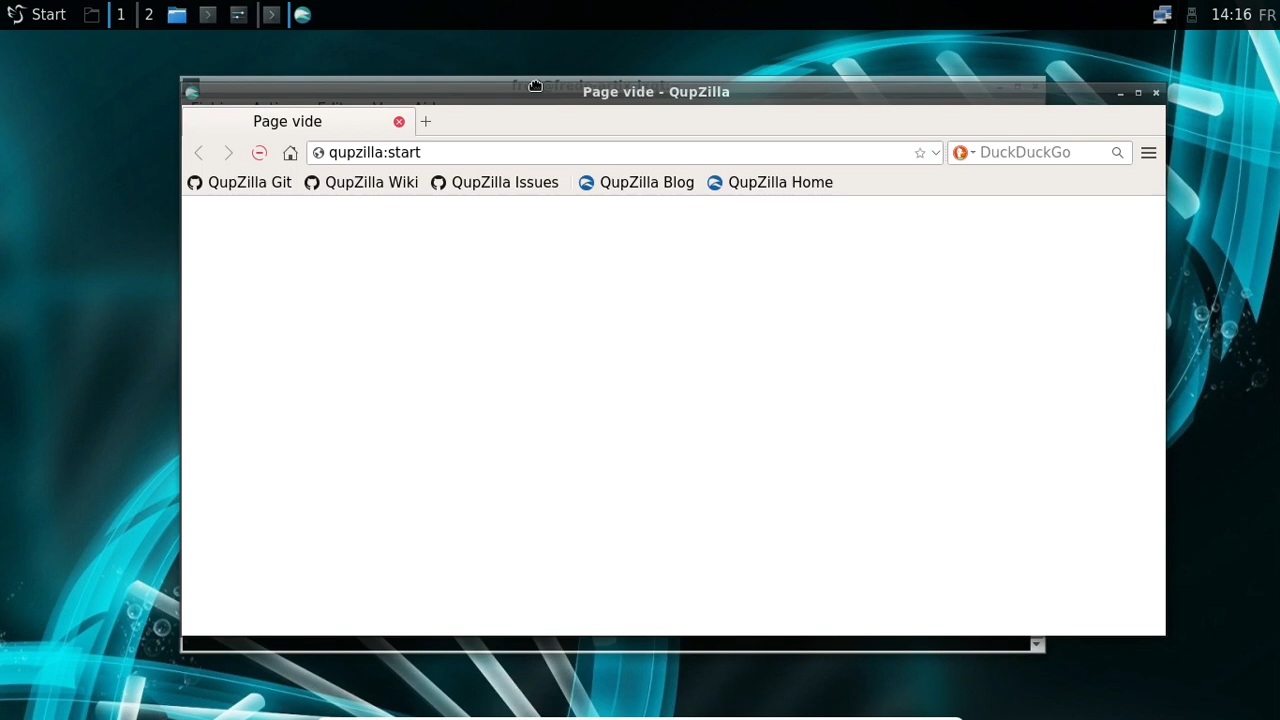 Start 1 2 14:16 FR
Page vide - QupZilla
Page vide
qupzilla:start DuckDuckGo
QupZilla Git QupZilla Wiki QupZilla Issues QupZilla Blog QupZilla Home